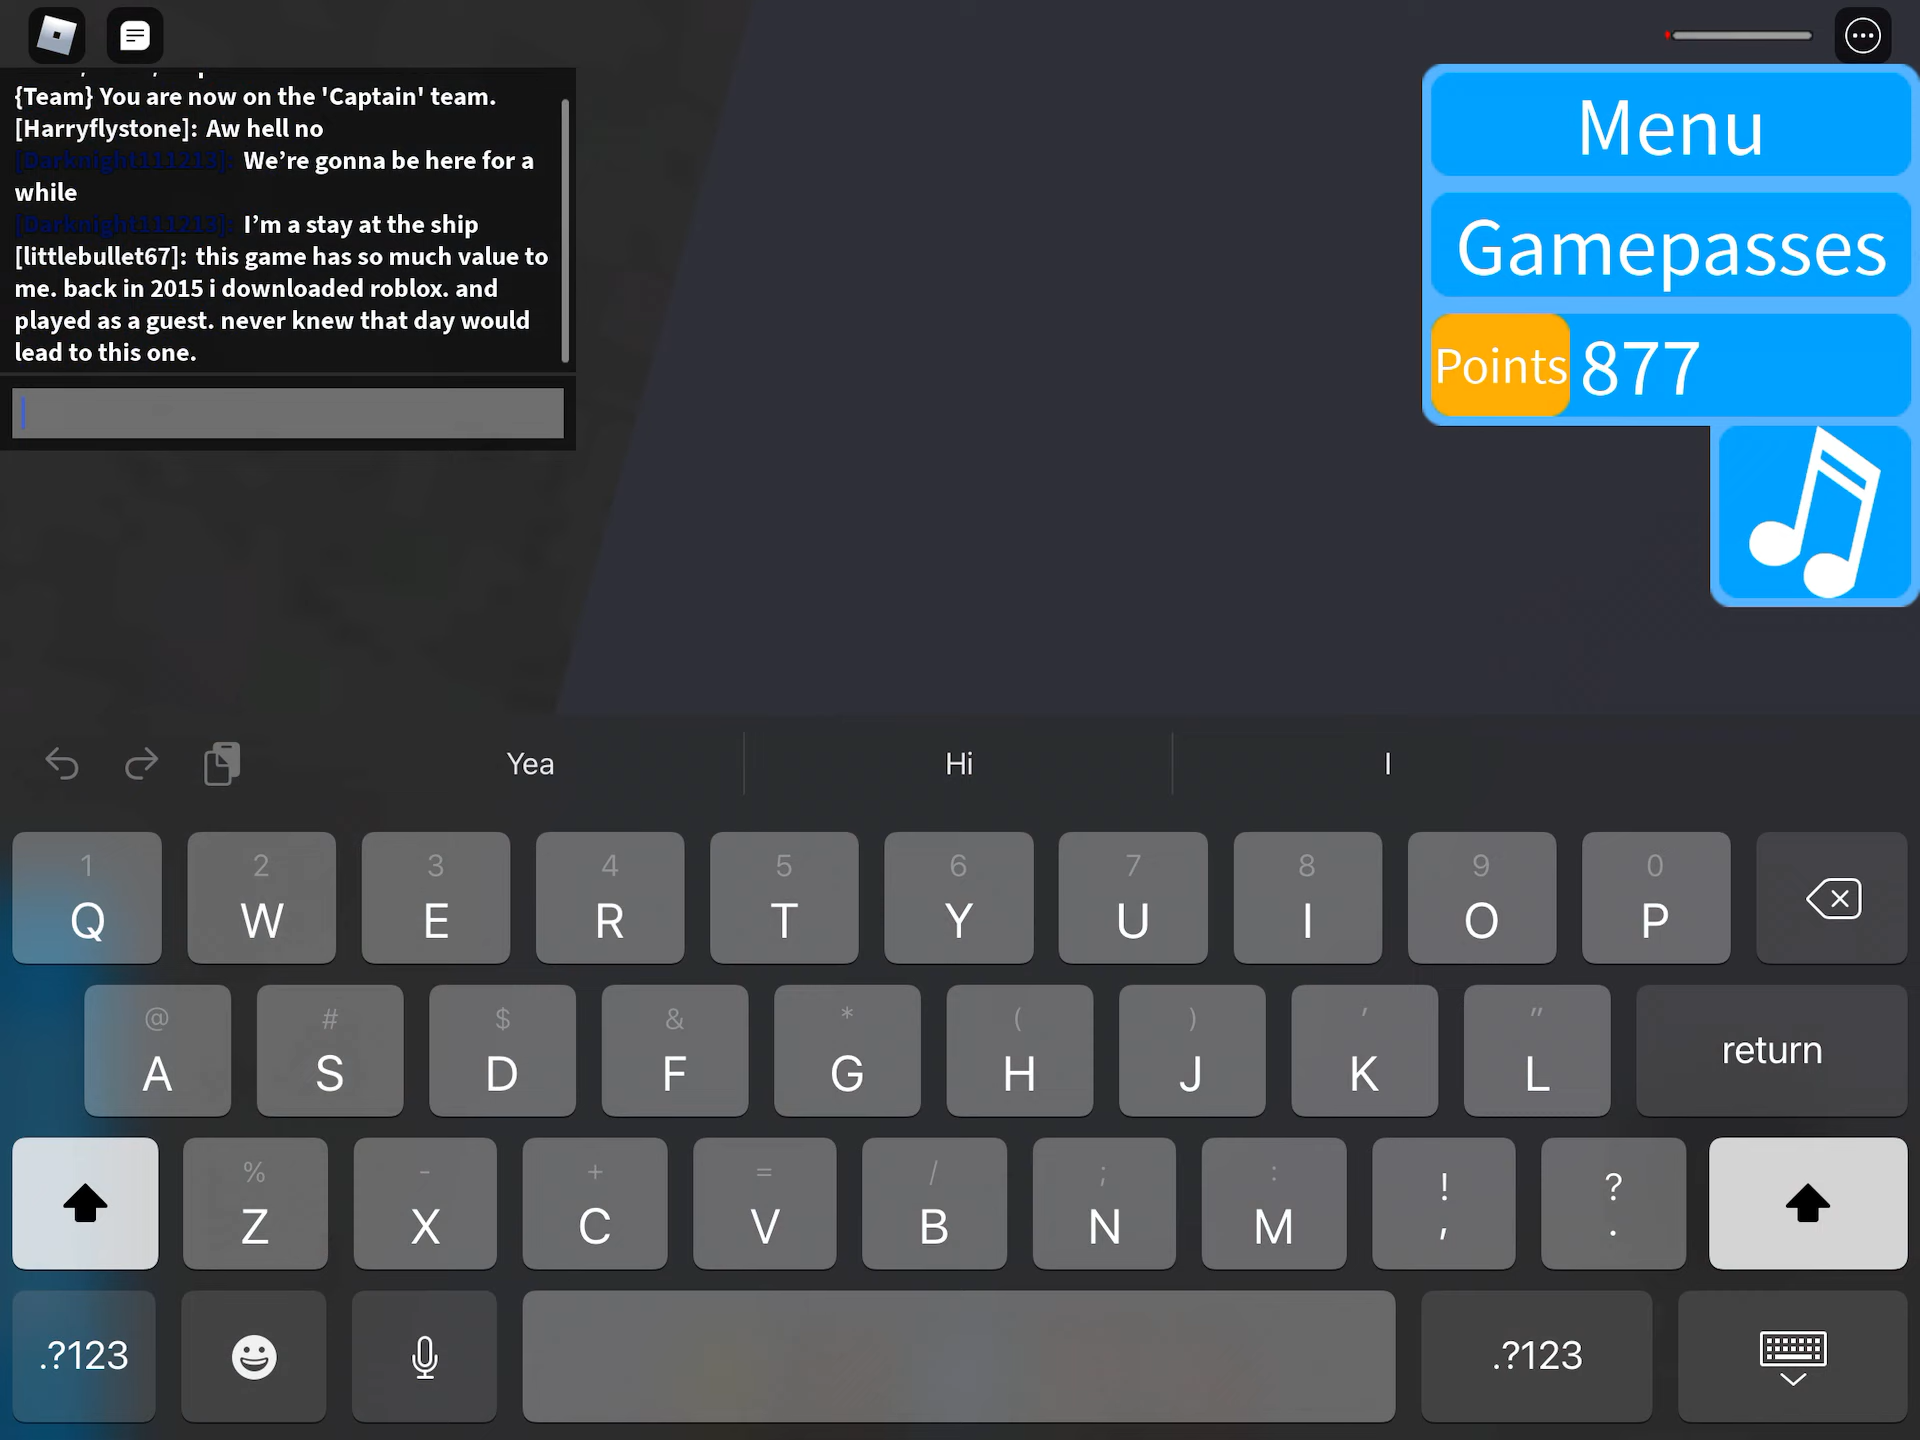 {Team} You are now on the 'Captain' team.
[Harryflystone]: Aw hell no
[Darknight111213]: We’re gonna be here for a
while
[Darknight111213]: I’m a stay at the ship
[littlebullet67]: this game has so much value to
me. back in 2015 i downloaded roblox. and
played as a guest. never knew that day would
lead to this one.
Menu
Gamepasses
Points 877
Yea Hi I
1 2 3 4 5 6 7 8 9 0
Q W E R T Y U I O P
@ # $ & * ( ) ' "
A S D F G H J K L return
% - + = / ; : ! ?
Z X C V B N M , .
.?123 .?123